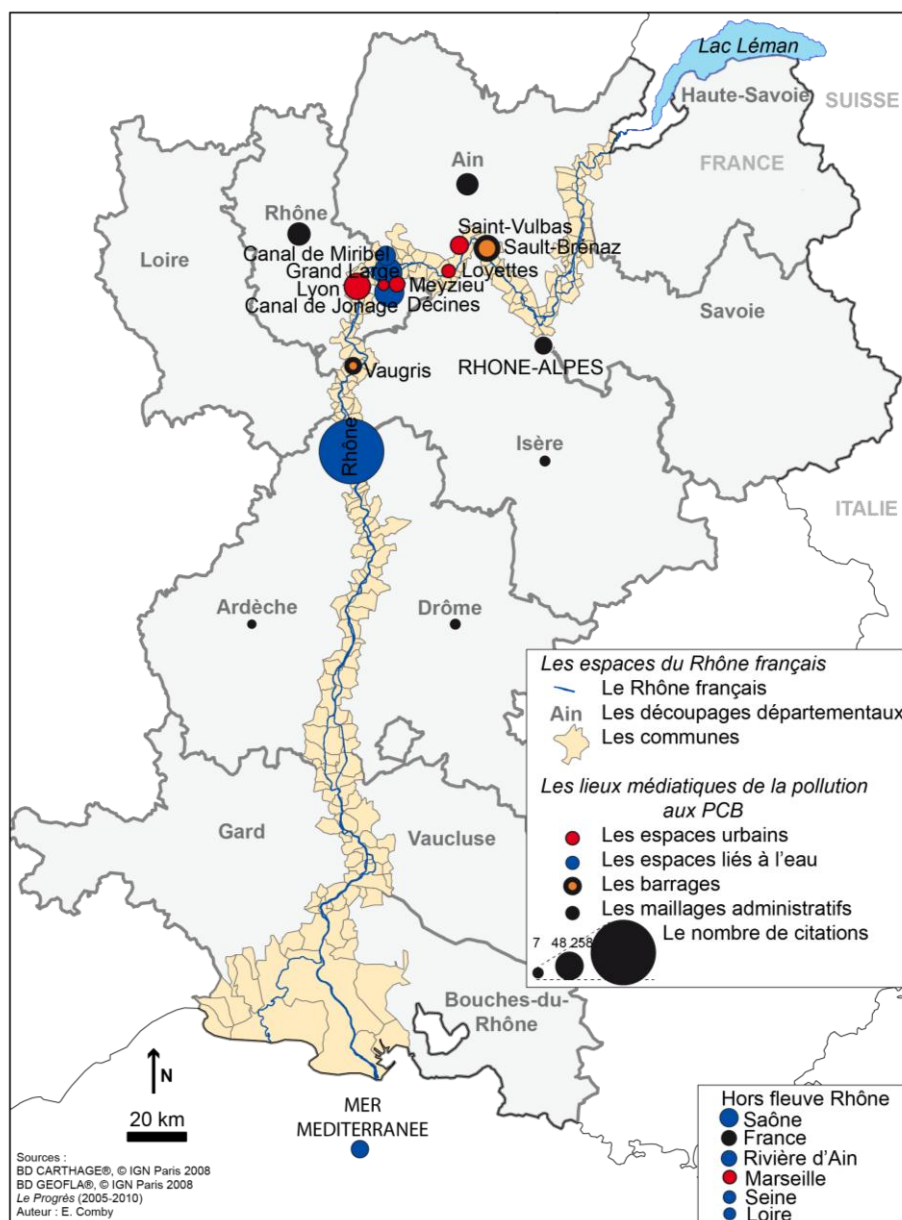 Lac Léman
Haute-Savoie
SUISSE
Ain
FRANCE
Rhône
Saint-Vulbas
Canal de Miribel
Sault-Brénaz
Loire
Grand Large
Loyettes
Lyon
Meyzieu
Canal de Jonage
Décines
Savoie
RHONE-ALPES
Vaugris
Rhône
Isère
ITALIE
Ardèche
Drôme
Gard
Vaucluse
Bouches-du-
Rhône
Les espaces du Rhône français
Le Rhône français
Ain
Les découpages départementaux
Les communes
Les lieux médiatiques de la pollution
aux PCB
Les espaces urbains
Les espaces liés à l'eau
Les barrages
Les maillages administratifs
7 48 258
Le nombre de citations
N
20 km
MER
MEDITERRANEE
Sources :
BD CARTHAGE®, © IGN Paris 2008
BD GEOFLA®, © IGN Paris 2008
Le Progrès (2005-2010)
Auteur : E. Comby
Hors fleuve Rhône
Saône
France
Rivière d'Ain
Marseille
Seine
Loire